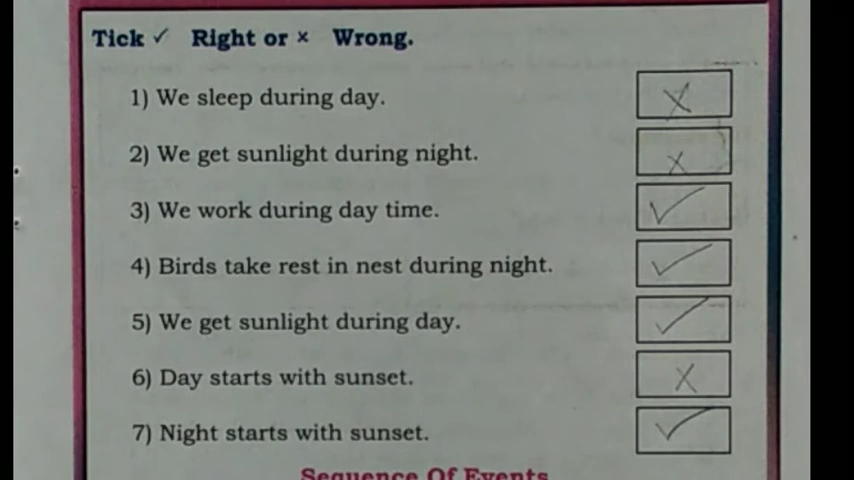 Tick ✓ Right or × Wrong.
1) We sleep during day. ×
2) We get sunlight during night. ×
3) We work during day time. ✓
4) Birds take rest in nest during night. ✓
5) We get sunlight during day. ✓
6) Day starts with sunset. ×
7) Night starts with sunset. ✓
Sequence Of Events